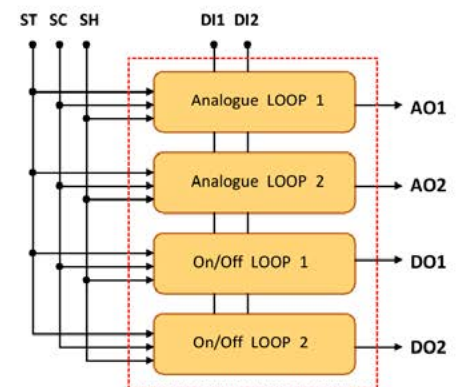 ST SC SH DI1 DI2
Analogue LOOP 1
AO1
Analogue LOOP 2
AO2
On/Off LOOP 1
DO1
On/Off LOOP 2
DO2